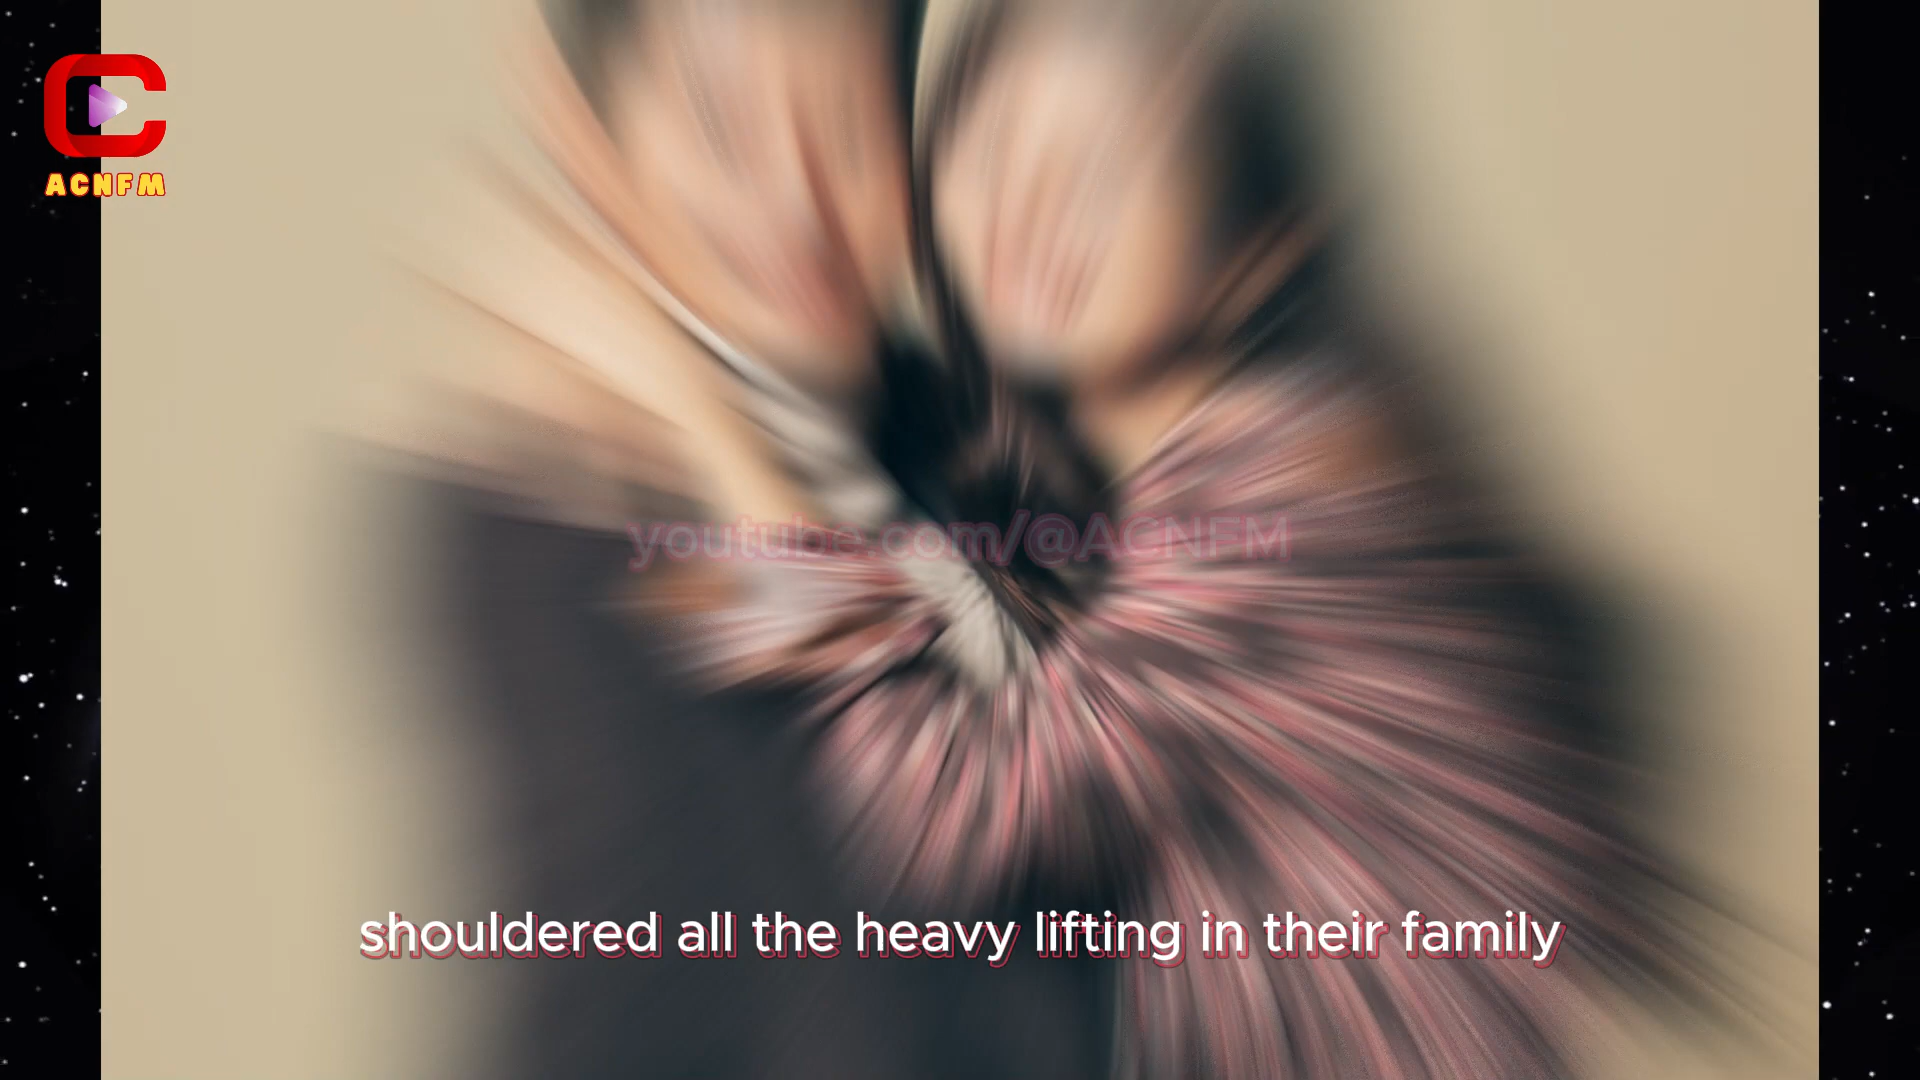 ACNFM
youtube.com/@ACNFM
shouldered all the heavy lifting in their family